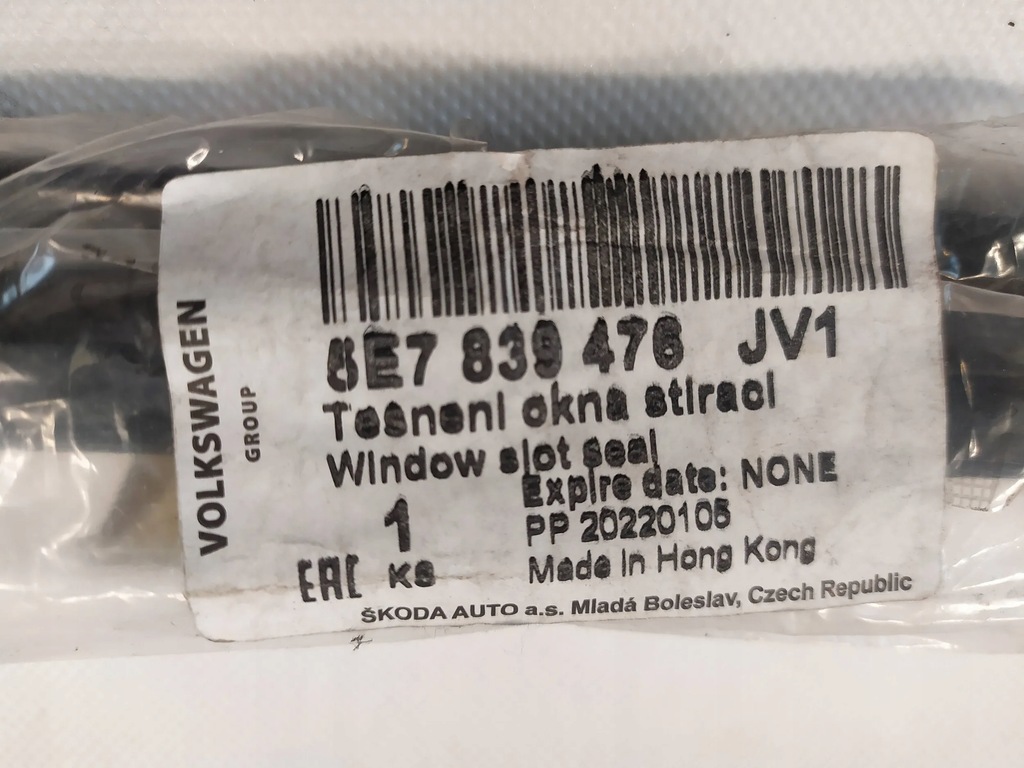 VOLKSWAGEN
GROUP
5E7 839 476 JV1
Tesneni okna stiraci
Window slot seal
Expire date: NONE
1
PP 20220105
EAC KS
Made in Hong Kong
ŠKODA AUTO a.s. Mladá Boleslav, Czech Republic